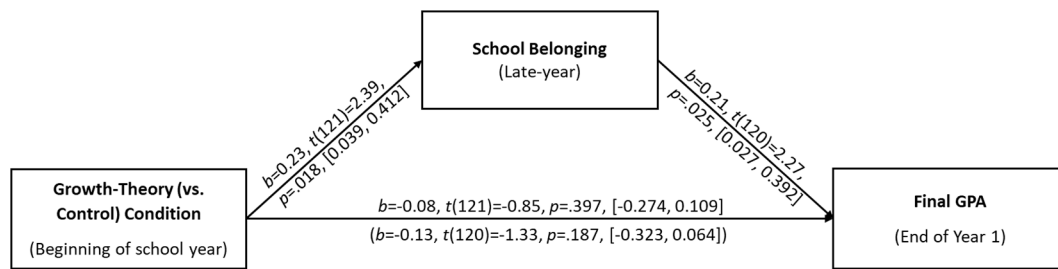 School Belonging
(Late-year)
b=0.23, t(121)=2.39,
p=.018, [0.039, 0.412]
b=0.21, t(120)=2.27,
p=.025, [0.027, 0.392]
Growth-Theory (vs.
Control) Condition
(Beginning of school year)
b=-0.08, t(121)=-0.85, p=.397, [-0.274, 0.109]
(b=-0.13, t(120)=-1.33, p=.187, [-0.323, 0.064])
Final GPA
(End of Year 1)